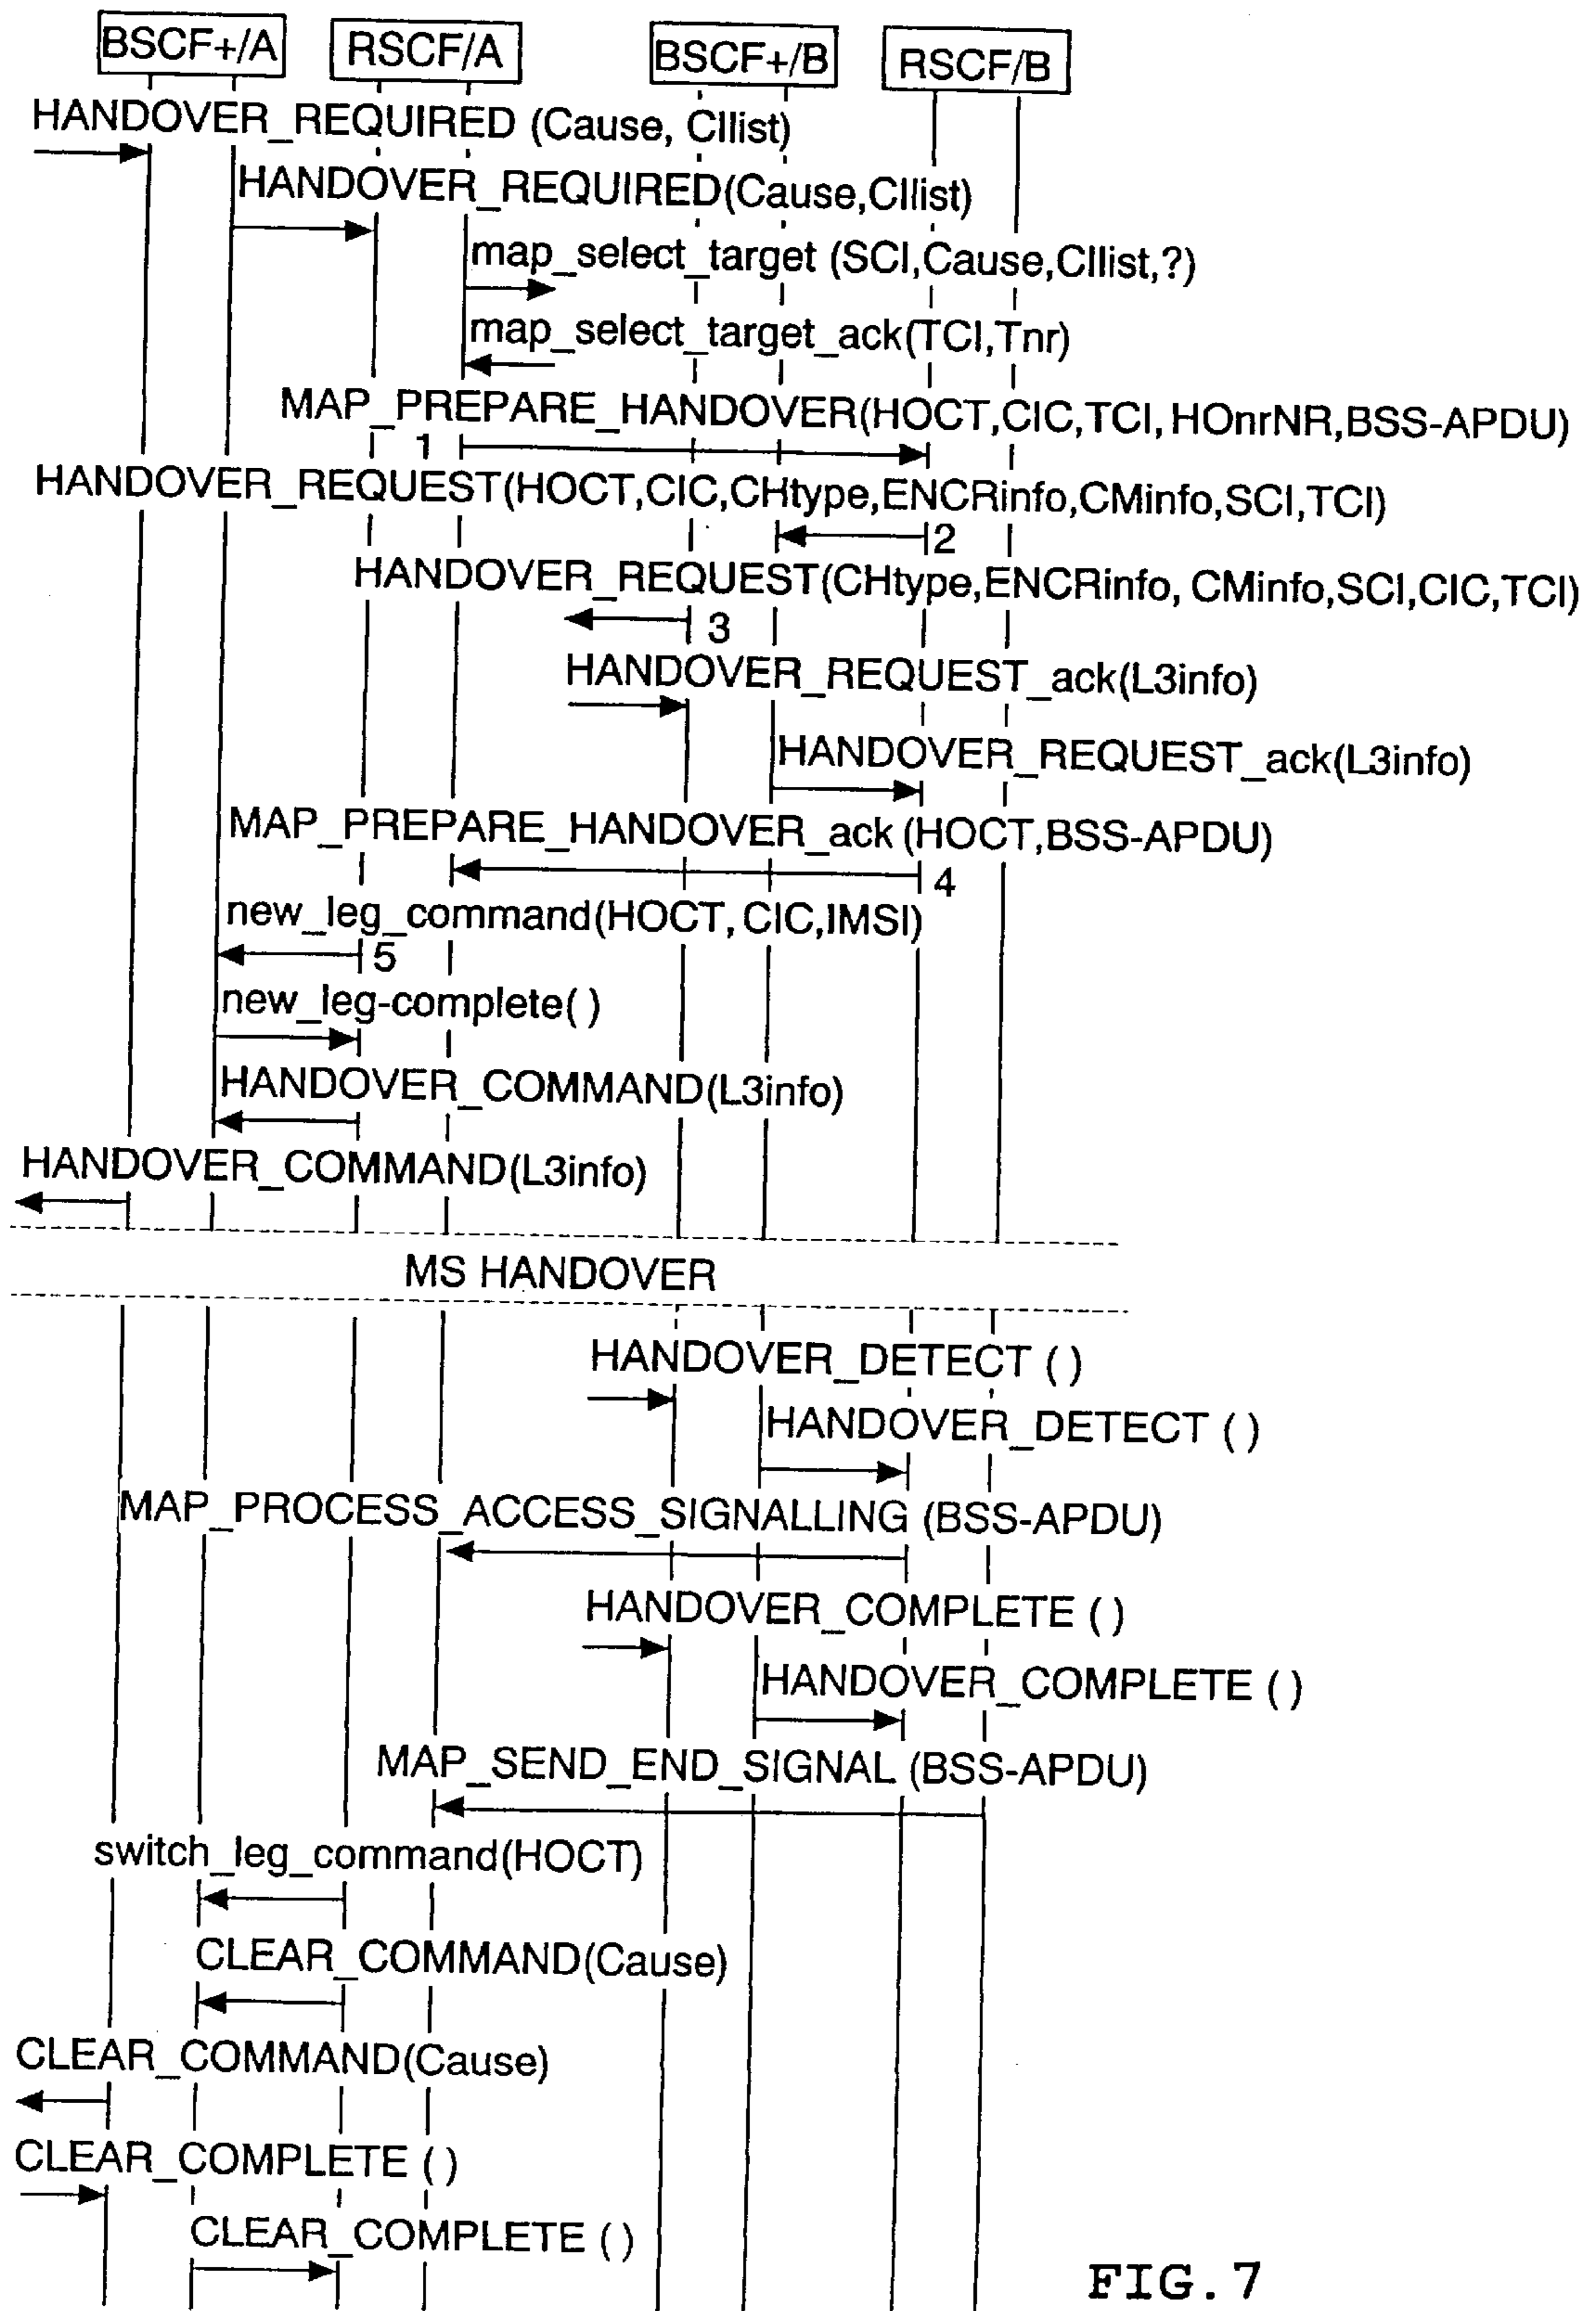 BSCF+/A RSCF/A BSCF+/B RSCF/B
HANDOVER_REQUIRED (Cause, CIlist)
HANDOVER_REQUIRED(Cause,CIlist)
map_select_target (SCI,Cause,CIlist,?)
map_select_target_ack(TCI,Tnr)
MAP_PREPARE_HANDOVER(HOCT,CIC,TCI,HOnrNR,BSS-APDU)
1
HANDOVER_REQUEST(HOCT,CIC,CHtype,ENCRinfo,CMinfo,SCI,TCI)
2
HANDOVER_REQUEST(CHtype,ENCRinfo, CMinfo,SCI,CIC,TCI)
3
HANDOVER_REQUEST_ack(L3info)
HANDOVER_REQUEST_ack(L3info)
MAP_PREPARE_HANDOVER_ack (HOCT,BSS-APDU)
4
new_leg_command(HOCT,CIC,IMSI)
5
new_leg-complete( )
HANDOVER_COMMAND(L3info)
HANDOVER_COMMAND(L3info)
MS HANDOVER
HANDOVER_DETECT ( )
HANDOVER_DETECT ( )
MAP_PROCESS_ACCESS_SIGNALLING (BSS-APDU)
HANDOVER_COMPLETE ( )
HANDOVER_COMPLETE ( )
MAP_SEND_END_SIGNAL (BSS-APDU)
switch_leg_command(HOCT)
CLEAR_COMMAND(Cause)
CLEAR_COMMAND(Cause)
CLEAR_COMPLETE ( )
CLEAR_COMPLETE ( )
FIG. 7